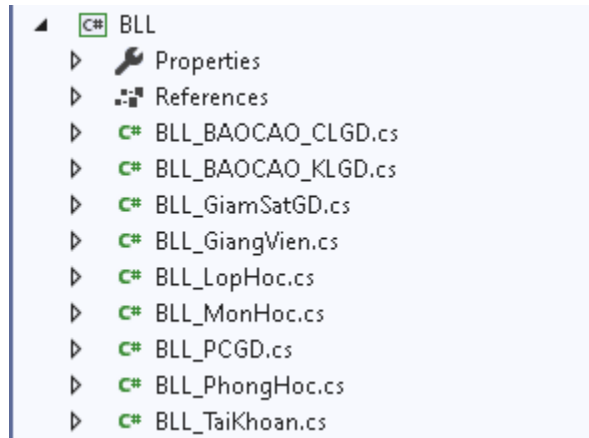 C# BLL
Properties
References
C# BLL_BAOCAO_CLGD.cs
C# BLL_BAOCAO_KLGD.cs
C# BLL_GiamSatGD.cs
C# BLL_GiangVien.cs
C# BLL_LopHoc.cs
C# BLL_MonHoc.cs
C# BLL_PCGD.cs
C# BLL_PhongHoc.cs
C# BLL_TaiKhoan.cs